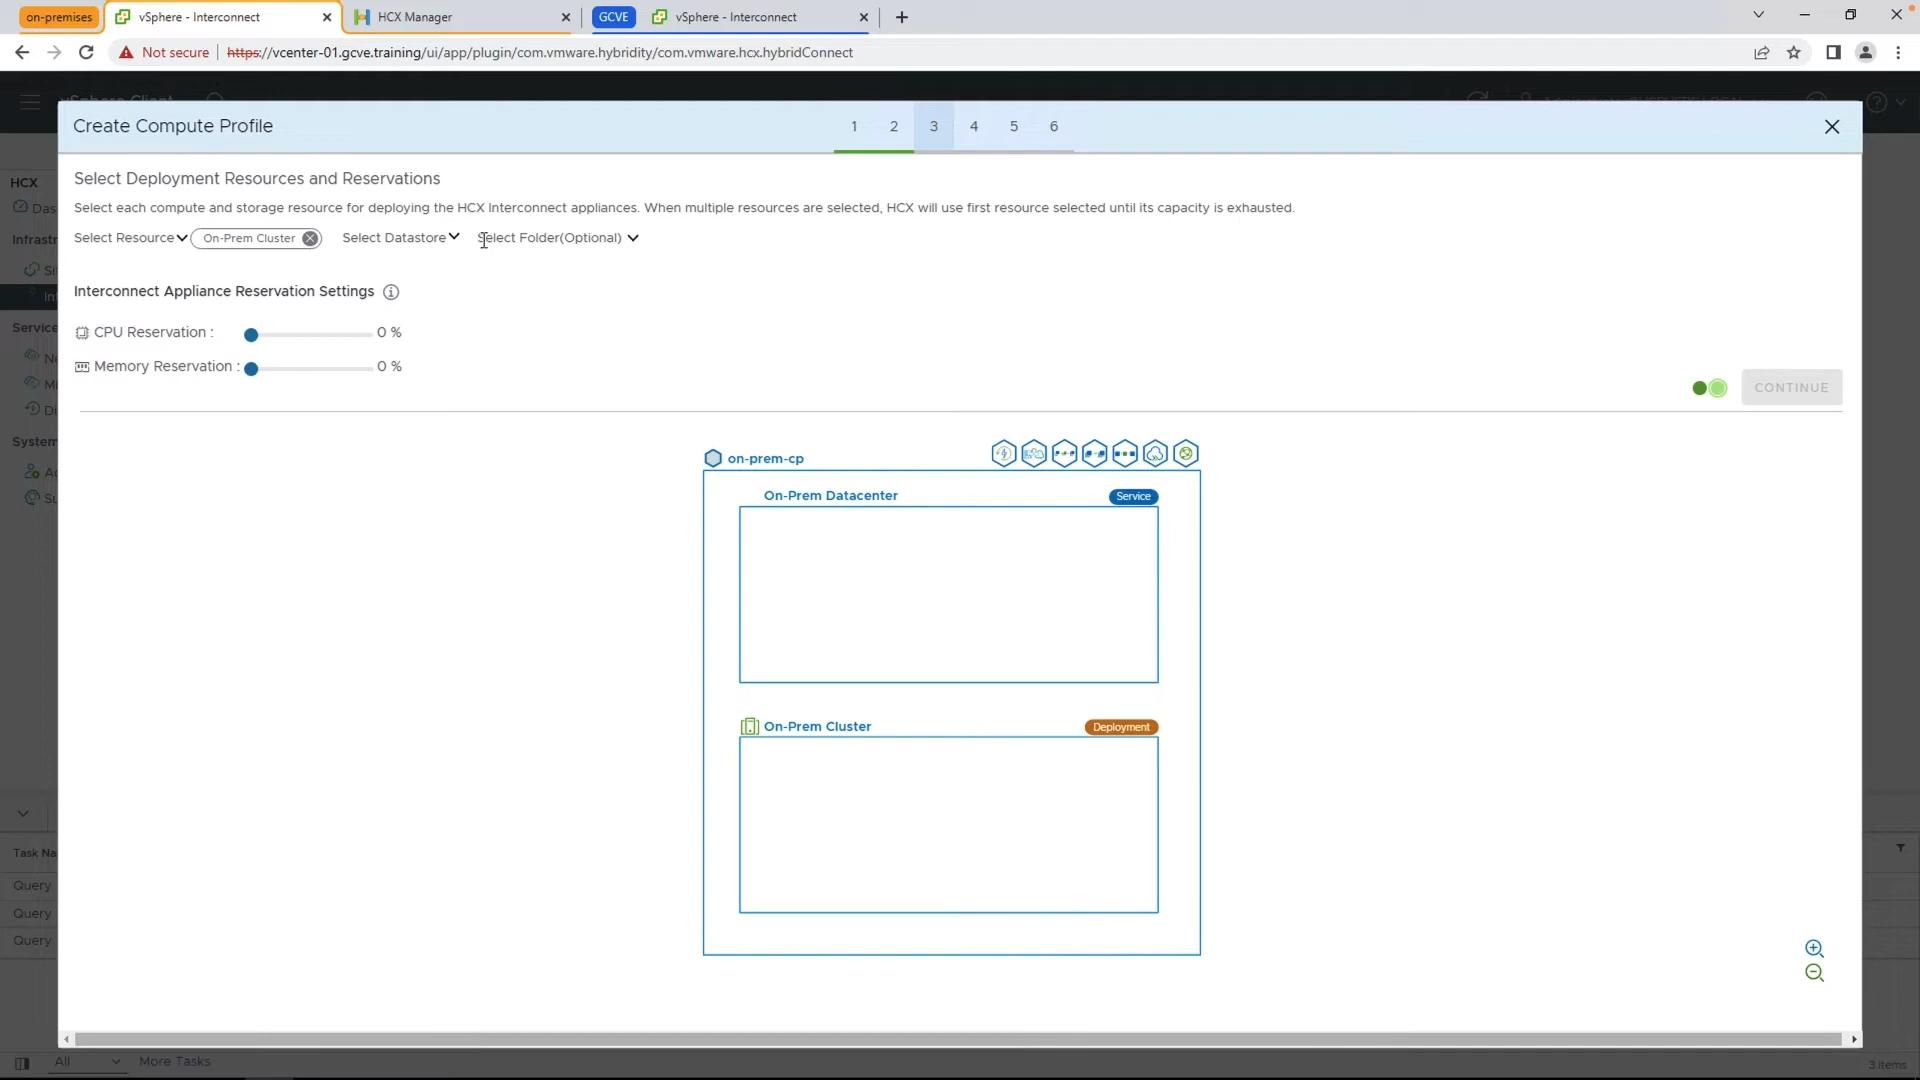 on-premises
vSphere - Interconnect
HCX Manager
GCVE
vSphere - Interconnect
Not secure
https://vcenter-01.gcve.training/ui/app/plugin/com.vmware.hybridity/com.vmware.hcx.hybridConnect
vSphere Client
Create Compute Profile
1 2 3 4 5 6
Select Deployment Resources and Reservations
HCX
Select each compute and storage resource for deploying the HCX Interconnect appliances. When multiple resources are selected, HCX will use first resource selected until its capacity is exhausted.
Das
Select Resource On-Prem Cluster Select Datastore Select Folder(Optional)
Infrastr
Si
Interconnect Appliance Reservation Settings
Int
Service
CPU Reservation : 0 %
Ne
Memory Reservation : 0 %
Mi
CONTINUE
Di
System
on-prem-cp
Ad
On-Prem Datacenter Service
Su
On-Prem Cluster Deployment
Task Na
Query
Query
Query
All More Tasks
3 items